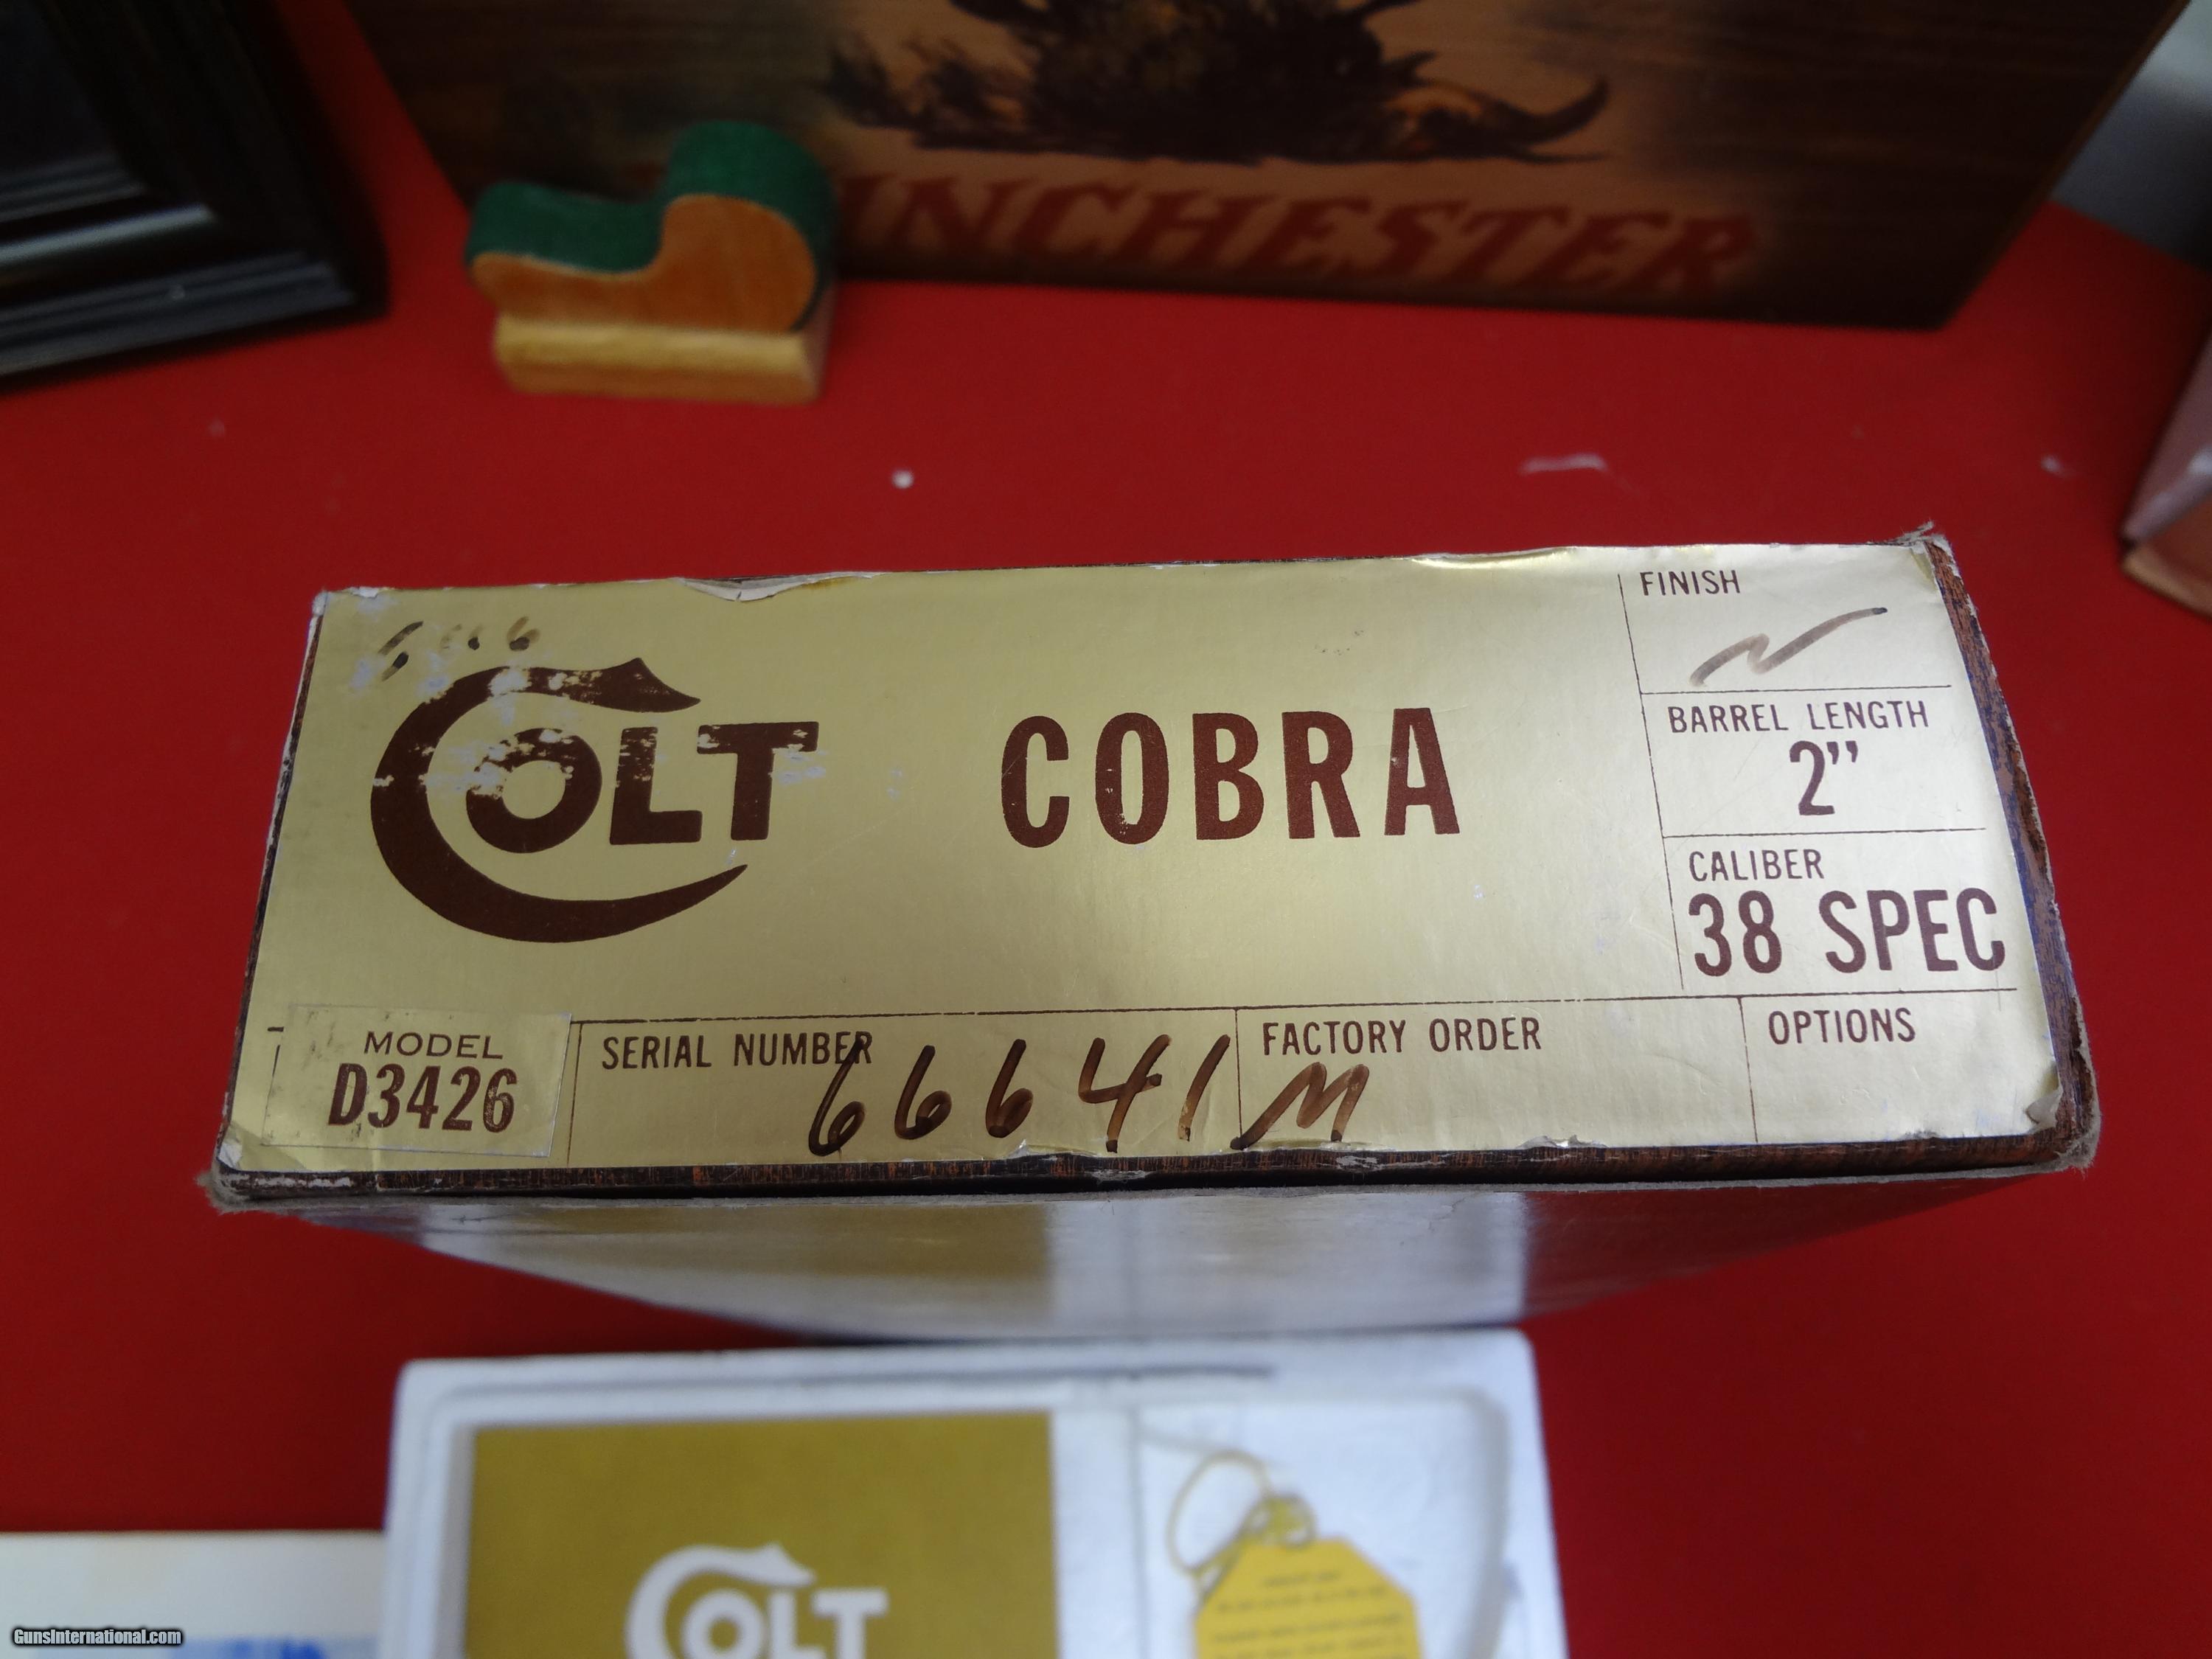 WINCHESTER
COLT COBRA
FINISH
N
BARREL LENGTH
2"
CALIBER
38 SPEC
MODEL
D3426
SERIAL NUMBER
66641M
FACTORY ORDER
OPTIONS
COLT
GunsInternational.com